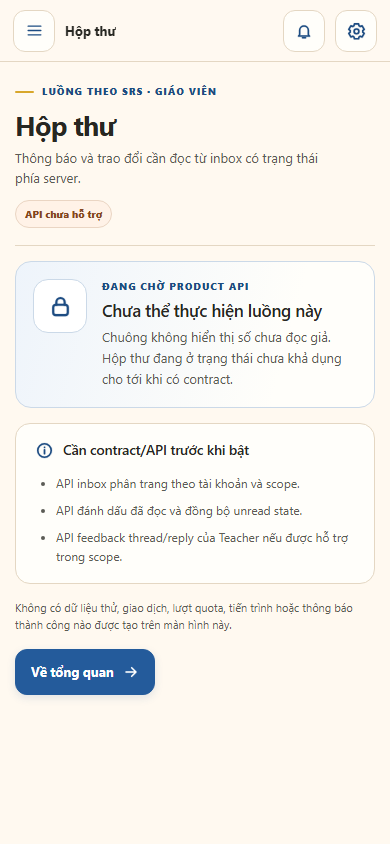 Hộp thư
LUỒNG THEO SRS · GIÁO VIÊN
Hộp thư
Thông báo và trao đổi cần đọc từ inbox có trạng thái
phía server.
API chưa hỗ trợ
ĐANG CHỜ PRODUCT API
Chưa thể thực hiện luồng này
Chuông không hiển thị số chưa đọc giả.
Hộp thư đang ở trạng thái chưa khả dụng
cho tới khi có contract.
Cần contract/API trước khi bật
• API inbox phân trang theo tài khoản và scope.
• API đánh dấu đã đọc và đồng bộ unread state.
• API feedback thread/reply của Teacher nếu được hỗ trợ
trong scope.
Không có dữ liệu thử, giao dịch, lượt quota, tiến trình hoặc thông báo
thành công nào được tạo trên màn hình này.
Về tổng quan →